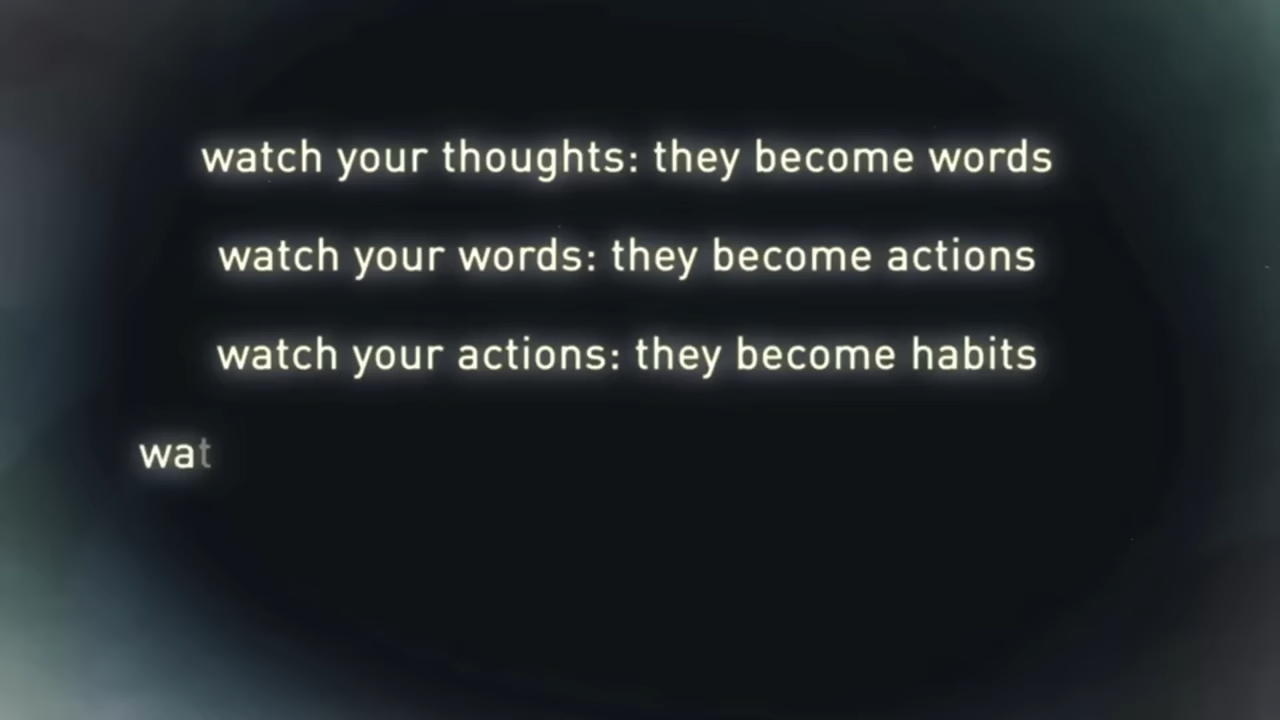 watch your thoughts: they become words
watch your words: they become actions
watch your actions: they become habits
wat